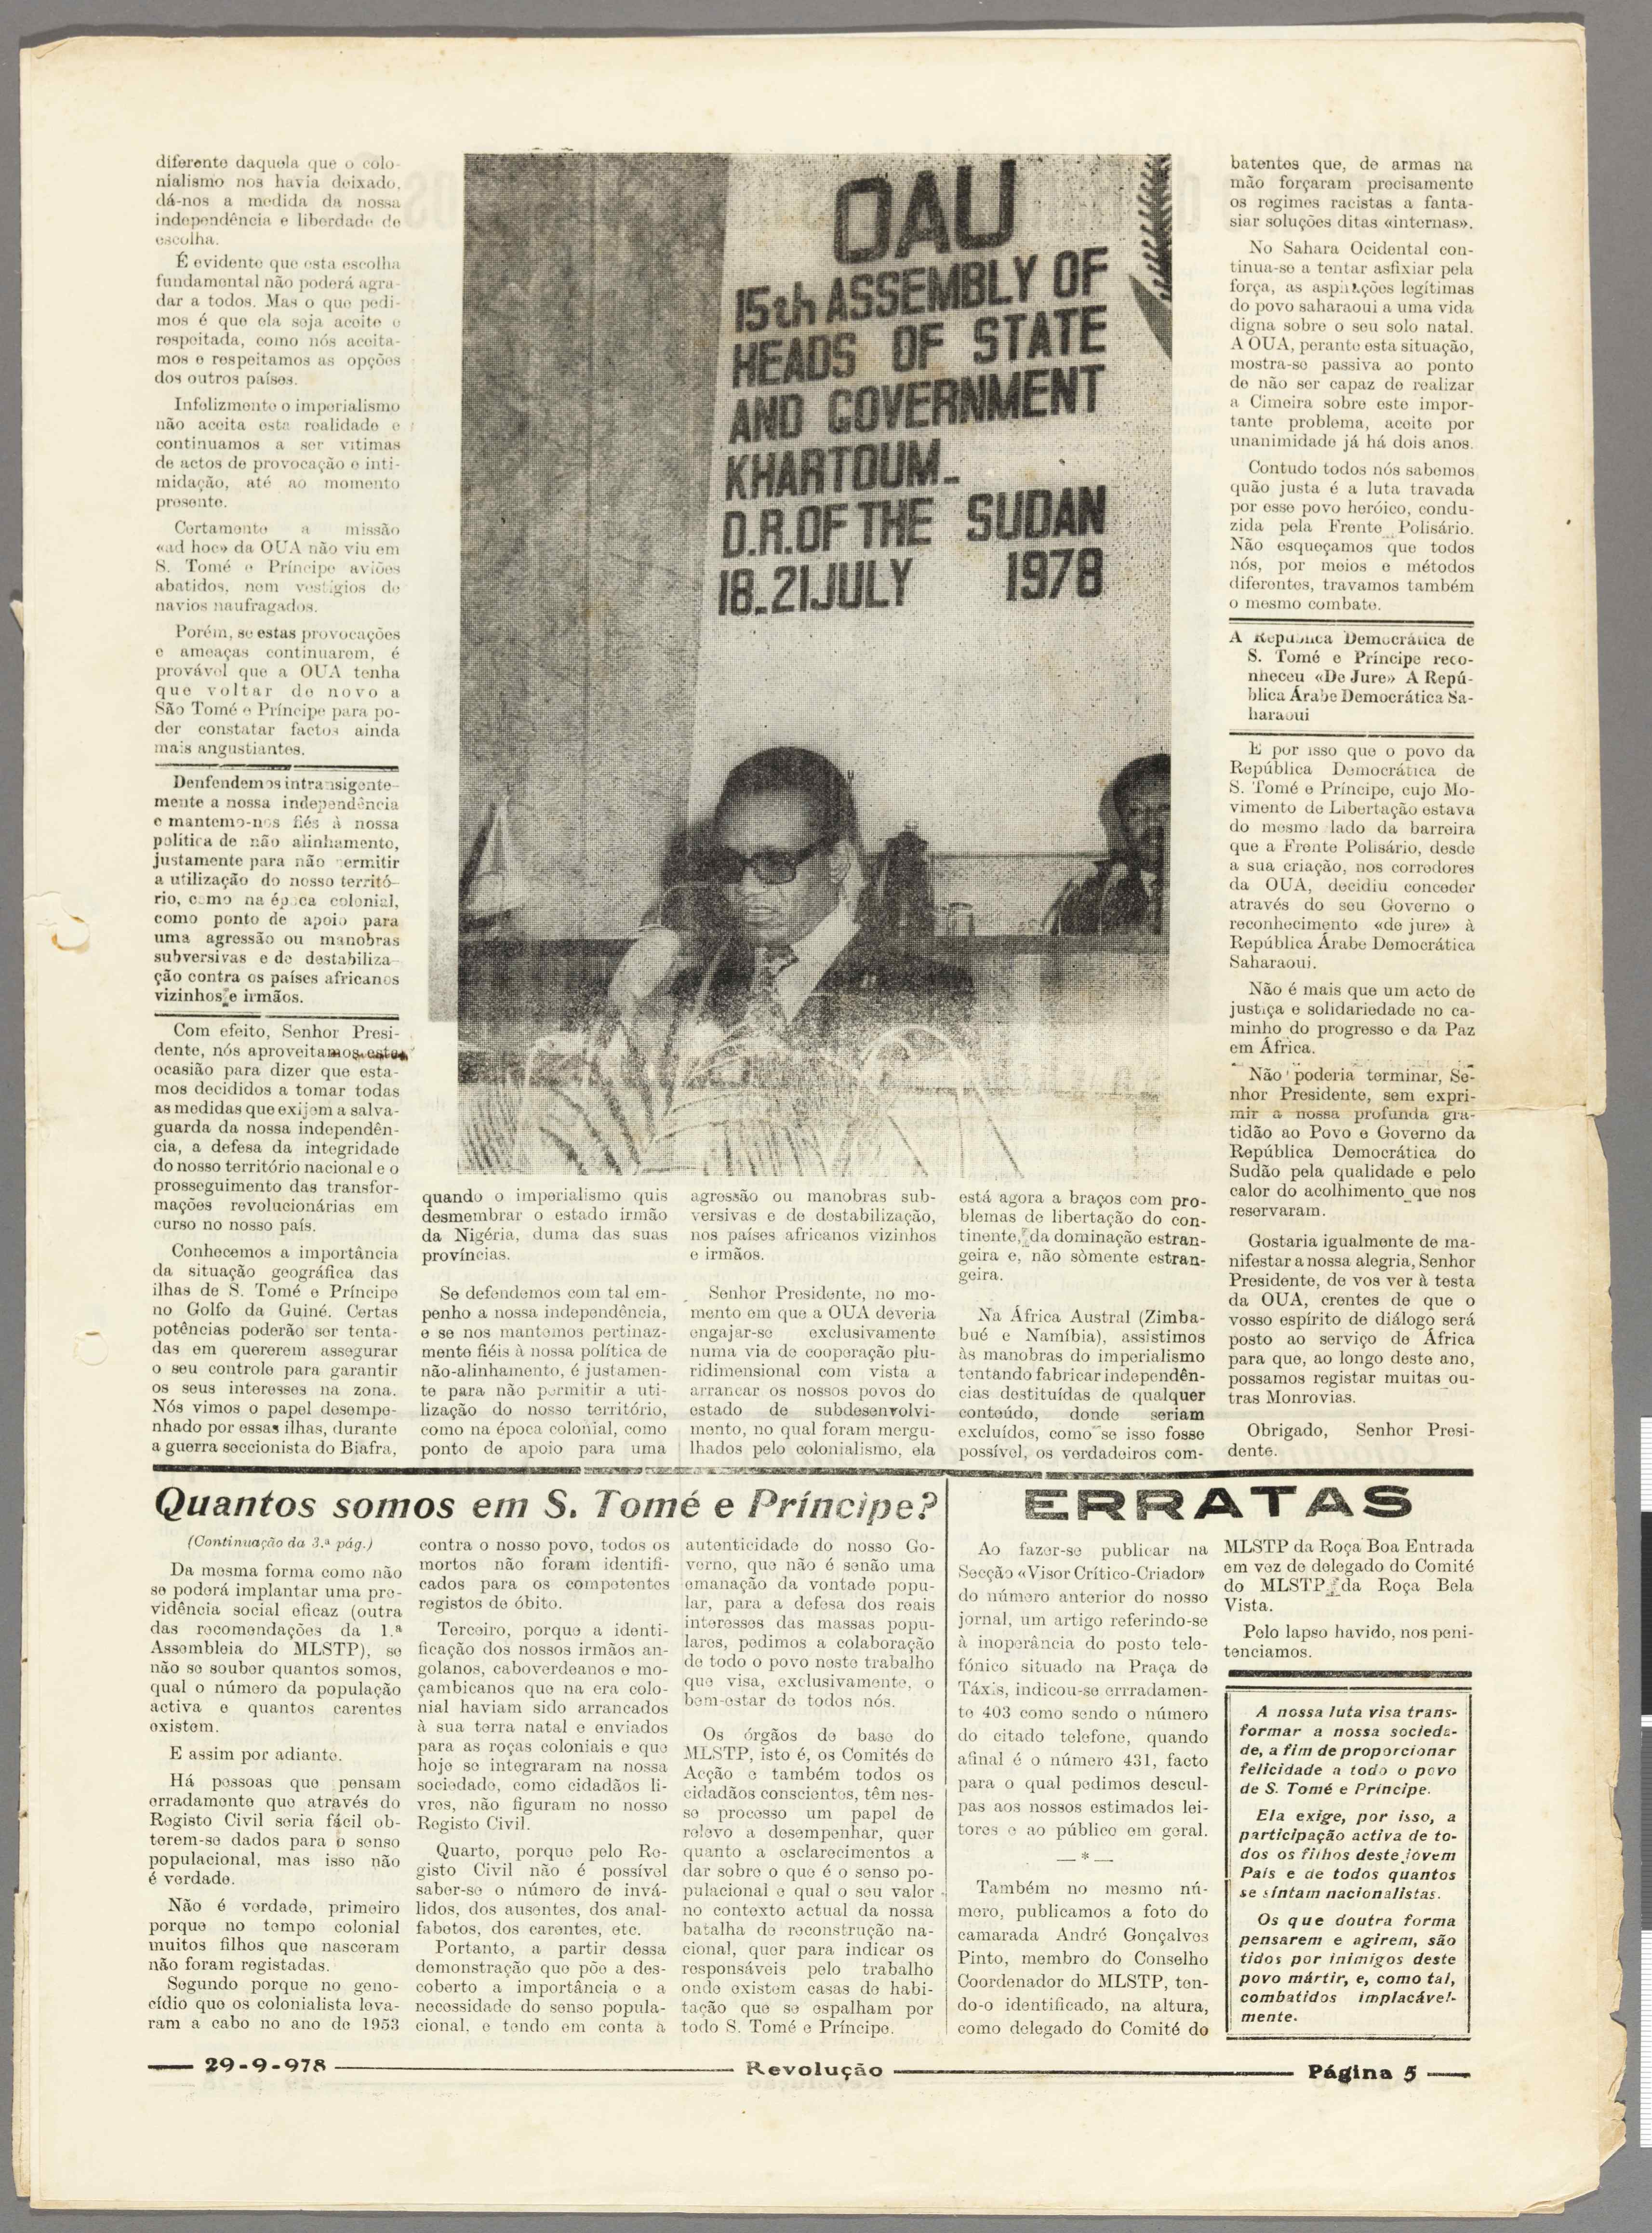 diferente daquela que o colo-
nialismo nos havia deixado,
dá-nos a medida da nossa
independência e liberdade de
escolha.
É evidente que esta escolha
fundamental não poderá agra-
dar a todos. Mas o que pedi-
mos é que ela seja aceite e
respeitada, como nós aceita-
mos e respeitamos as opções
dos outros países.
Infelizmente o imperialismo
não aceita esta realidade e
continuamos a ser vítimas
de actos de provocação e inti-
midação, até ao momento
presente.
Certamente a missão
«ad hoc» da OUA não viu em
S. Tomé e Príncipe aviões
abatidos, nem vestígios de
navios naufragados.
Porém, se estas provocações
e ameaças continuarem, é
provável que a OUA tenha
que voltar de novo a
São Tomé e Príncipe para po-
der constatar factos ainda
mais angustiantes.
Denfendemos intransigente-
mente a nossa independência
e mantemo-nos fiés à nossa
política de não alinhamento,
justamente para não permitir
a utilização do nosso territó-
rio, como na época colonial,
como ponto de apoio para
uma agressão ou manobras
subversivas e de destabiliza-
ção contra os países africanos
vizinhos e irmãos.
Com efeito, Senhor Presi-
dente, nós aproveitamos esta
ocasião para dizer que esta-
mos decididos a tomar todas
as medidas que exijem a salva-
guarda da nossa independên-
cia, a defesa da integridade
do nosso território nacional e o
prosseguimento das transfor-
mações revolucionárias em
curso no nosso país.
Conhecemos a importância
da situação geográfica das
ilhas de S. Tomé e Príncipe
no Golfo da Guiné. Certas
potências poderão ser tenta-
das em quererem assegurar
o seu controle para garantir
os seus interesses na zona.
Nós vimos o papel desempe-
nhado por essas ilhas, durante
a guerra seccionista do Biafra,
OAU
15th ASSEMBLY OF
HEADS OF STATE
AND GOVERNMENT
KHARTOUM_
D.R.OF THE SUDAN
18_21 JULY 1978
quando o imperialismo quis
desmembrar o estado irmão
da Nigéria, duma das suas
províncias.
Se defendemos com tal em-
penho a nossa independência,
e se nos mantemos pertinaz-
mente fiéis à nossa política de
não-alinhamento, é justamen-
te para não permitir a uti-
lização do nosso território,
como na época colonial, como
ponto de apoio para uma
agressão ou manobras sub-
versivas e de destabilização,
nos países africanos vizinhos
e irmãos.
Senhor Presidente, no mo-
mento em que a OUA deveria
engajar-se exclusivamente
numa via de cooperação plu-
ridimensional com vista a
arrancar os nossos povos do
estado de subdesenvolvi-
mento, no qual foram mergu-
lhados pelo colonialismo, ela
está agora a braços com pro-
blemas de libertação do con-
tinente, da dominação estran-
geira e, não sòmente estran-
geira.
Na África Austral (Zimba-
bué e Namíbia), assistimos
às manobras do imperialismo
tentando fabricar independên-
cias destituídas de qualquer
conteúdo, donde seriam
excluídos, como se isso fosse
possível, os verdadeiros com-
batentes que, de armas na
mão forçaram precisamente
os regimes racistas a fanta-
siar soluções ditas «internas».
No Sahara Ocidental con-
tinua-se a tentar asfixiar pela
força, as aspirações legítimas
do povo saharaoui a uma vida
digna sobre o seu solo natal.
A OUA, perante esta situação,
mostra-se passiva ao ponto
de não ser capaz de realizar
a Cimeira sobre este impor-
tante problema, aceite por
unanimidade já há dois anos.
Contudo todos nós sabemos
quão justa é a luta travada
por esse povo heróico, condu-
zida pela Frente Polisário.
Não esqueçamos que todos
nós, por meios e métodos
diferentes, travamos também
o mesmo combate.
A República Democrática de
S. Tomé e Príncipe reco-
nheceu «De Jure» A Repú-
blica Árabe Democrática Sa-
haraoui
E por isso que o povo da
República Democrática de
S. Tomé e Príncipe, cujo Mo-
vimento de Libertação estava
do mesmo lado da barreira
que a Frente Polisário, desde
a sua criação, nos corredores
da OUA, decidiu conceder
através do seu Governo o
reconhecimento «de jure» à
República Árabe Democrática
Saharaoui.
Não é mais que um acto de
justiça e solidariedade no ca-
minho do progresso e da Paz
em África.
Não poderia terminar, Se-
nhor Presidente, sem expri-
mir a nossa profunda gra-
tidão ao Povo e Governo da
República Democrática do
Sudão pela qualidade e pelo
calor do acolhimento que nos
reservaram.
Gostaria igualmente de ma-
nifestar a nossa alegria, Senhor
Presidente, de vos ver à testa
da OUA, crentes de que o
vosso espírito de diálogo será
posto ao serviço de África
para que, ao longo deste ano,
possamos registar muitas ou-
tras Monrovias.
Obrigado, Senhor Presi-
dente.
Quantos somos em S. Tomé e Príncipe?
(Continuação da 3.ª pág.)
Da mesma forma como não
se poderá implantar uma pre-
vidência social eficaz (outra
das recomendações da 1.ª
Assembleia do MLSTP), se
não se souber quantos somos,
qual o número da população
activa e quantos carentes
existem.
E assim por adiante.
Há pessoas que pensam
erradamente que através do
Registo Civil seria fácil ob-
terem-se dados para o senso
populacional, mas isso não
é verdade.
Não é verdade, primeiro
porque no tempo colonial
muitos filhos que nasceram
não foram registadas.
Segundo porque no geno-
cídio que os colonialista leva-
ram a cabo no ano de 1953
contra o nosso povo, todos os
mortos não foram identifi-
cados para os competentes
registos de óbito.
Terceiro, porque a identi-
ficação dos nossos irmãos an-
golanos, caboverdeanos e mo-
çambicanos que na era colo-
nial haviam sido arrancados
à sua terra natal e enviados
para as roças coloniais e que
hoje se integraram na nossa
sociedade, como cidadãos li-
vres, não figuram no nosso
Registo Civil.
Quarto, porque pelo Re-
gisto Civil não é possível
saber-se o número de invá-
lidos, dos ausentes, dos anal-
fabetos, dos carentes, etc.
Portanto, a partir dessa
demonstração que põe a des-
coberto a importância e a
necessidade do senso popula-
cional, e tendo em conta a
autenticidade do nosso Go-
verno, que não é senão uma
emanação da vontade popu-
lar, para a defesa dos reais
interesses das massas popu-
lares, pedimos a colaboração
de todo o povo neste trabalho
que visa, exclusivamente, o
bem-estar de todos nós.
Os órgãos de base do
MLSTP, isto é, os Comités de
Acção e também todos os
cidadãos conscientes, têm nes-
se processo um papel de
relevo a desempenhar, quer
quanto a esclarecimentos a
dar sobre o que é o senso po-
pulacional e qual o seu valor
no contexto actual da nossa
batalha de reconstrução na-
cional, quer para indicar os
responsáveis pelo trabalho
onde existem casas de habi-
tação que se espalham por
todo S. Tomé e Príncipe.
ERRATAS
Ao fazer-se publicar na
Secção «Visor Crítico-Criador»
do número anterior do nosso
jornal, um artigo referindo-se
à inoperância do posto tele-
fónico situado na Praça de
Táxis, indicou-se errradamen-
te 403 como sendo o número
do citado telefone, quando
afinal é o número 431, facto
para o qual pedimos descul-
pas aos nossos estimados lei-
tores e ao público em geral.
—*—
Também no mesmo nú-
mero, publicamos a foto do
camarada André Gonçalves
Pinto, membro do Conselho
Coordenador do MLSTP, ten-
do-o identificado, na altura,
como delegado do Comité do
MLSTP da Roça Boa Entrada
em vez de delegado do Comité
do MLSTP da Roça Bela
Vista.
Pelo lapso havido, nos peni-
tenciamos.
A nossa luta visa trans-
formar a nossa socieda-
de, a fim de proporcionar
felicidade a todo o povo
de S. Tomé e Príncipe.
Ela exige, por isso, a
participação activa de to-
dos os filhos deste jovem
País e de todos quantos
se sintam nacionalistas.
Os que doutra forma
pensarem e agirem, são
tidos por inimigos deste
povo mártir, e, como tal,
combatidos implacável-
mente.
29-9-978 Revolução Página 5